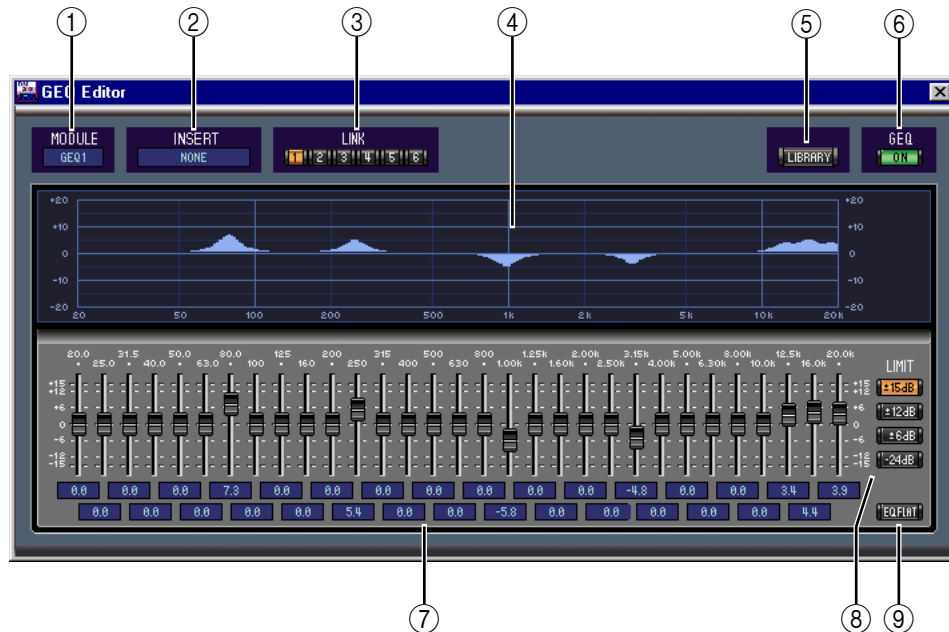 ① ② ③ ④ ⑤ ⑥
GEQ Editor
MODULE INSERT LINK GEQ
GEQ1 NONE 1 2 3 4 5 6 LIBRARY ON
+20 +20
+10 +10
0 0
-10 -10
-20 -20
20 50 100 200 500 1k 2k 5k 10k 20k
20.0 31.5 50.0 80.0 125 200 315 500 800 1.25k 2.00k 3.15k 5.00k 8.00k 12.5k 20.0k
25.0 40.0 63.0 100 160 250 400 630 1.00k 1.60k 2.50k 4.00k 6.30k 10.0k 16.0k
LIMIT
+15 +15 ±15dB
+12 +12
+6 +6 ±12dB
0 0
-6 -6 ±6dB
-12 -12
-15 -15 -24dB
0.0 0.0 0.0 7.3 0.0 0.0 0.0 0.0 0.0 0.0 0.0 -4.8 0.0 0.0 3.4 3.9
0.0 0.0 0.0 0.0 0.0 5.4 0.0 0.0 -5.8 0.0 0.0 0.0 0.0 0.0 4.4
EQ FLAT
⑦ ⑧ ⑨